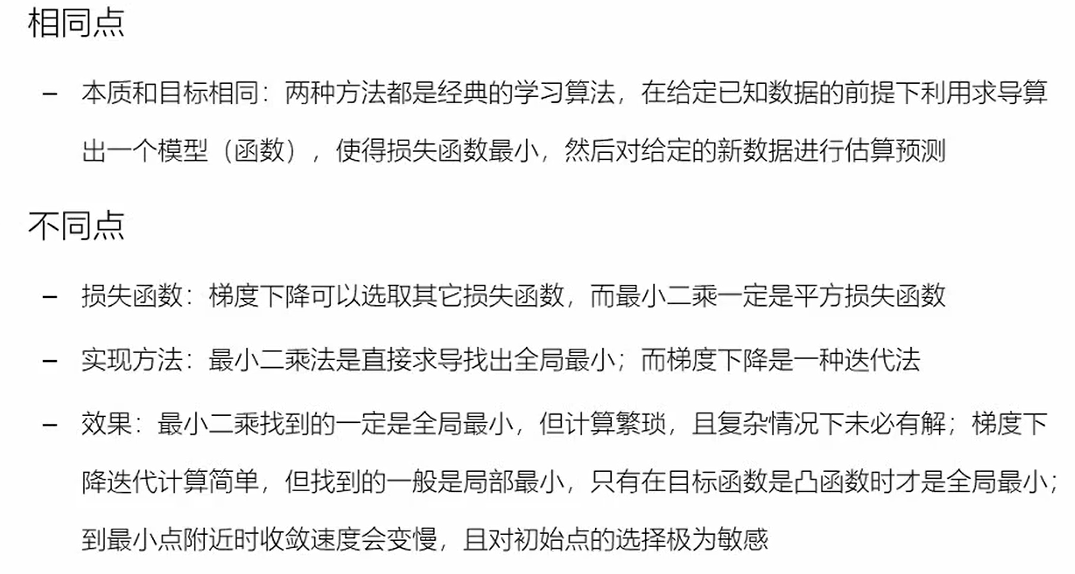 相同点
– 本质和目标相同：两种方法都是经典的学习算法，在给定已知数据的前提下利用求导算
出一个模型（函数），使得损失函数最小，然后对给定的新数据进行估算预测
不同点
– 损失函数：梯度下降可以选取其它损失函数，而最小二乘一定是平方损失函数
– 实现方法：最小二乘法是直接求导找出全局最小；而梯度下降是一种迭代法
– 效果：最小二乘找到的一定是全局最小，但计算繁琐，且复杂情况下未必有解；梯度下
降迭代计算简单，但找到的一般是局部最小，只有在目标函数是凸函数时才是全局最小；
到最小点附近时收敛速度会变慢，且对初始点的选择极为敏感